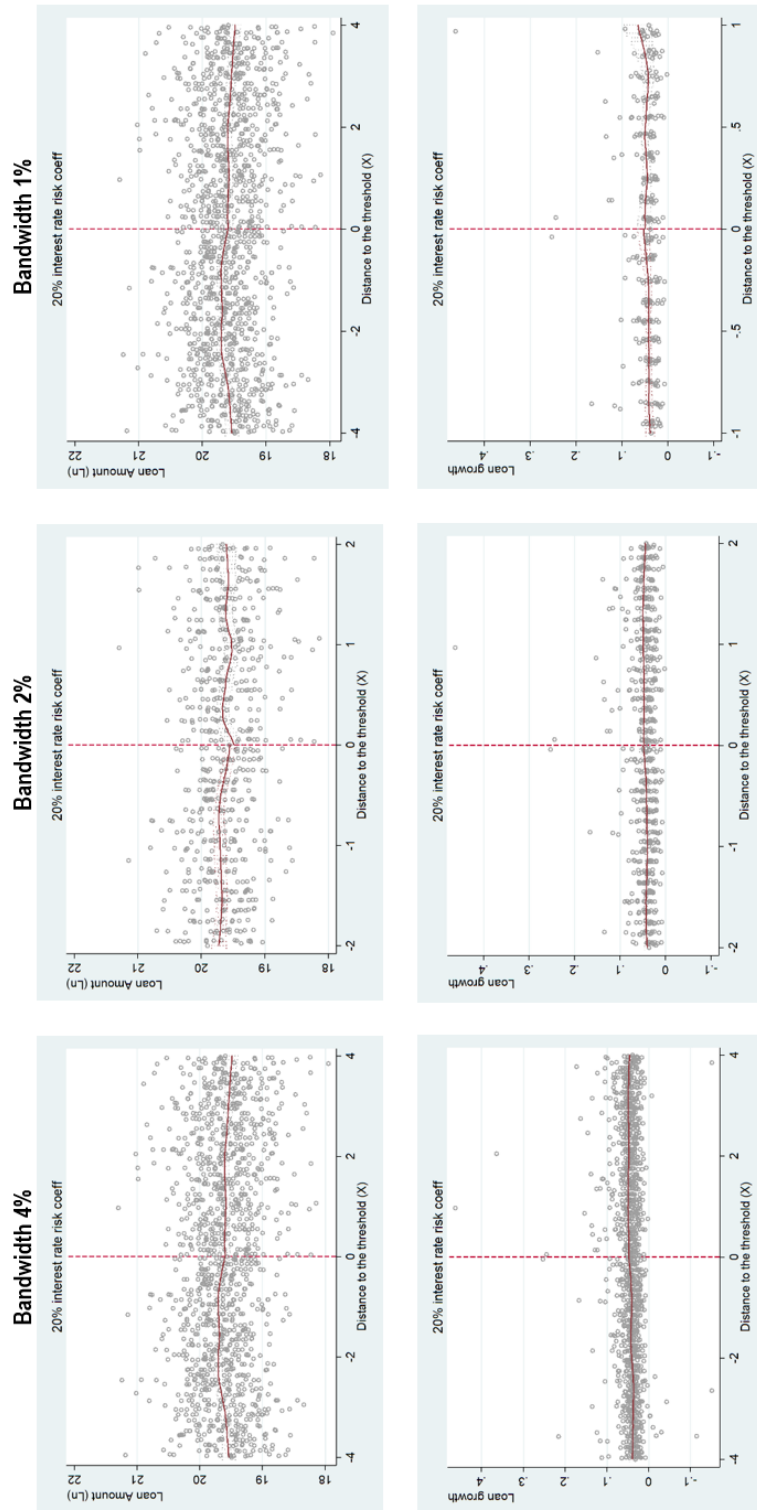 Bandwidth 4%
Bandwidth 2%
Bandwidth 1%
20% interest rate risk coeff
Loan Amount (Ln)
22
21
20
19
18
-4 -2 0 2 4
Distance to the threshold (X)
20% interest rate risk coeff
Loan Amount (Ln)
22
21
20
19
18
-2 -1 0 1 2
Distance to the threshold (X)
20% interest rate risk coeff
Loan Amount (Ln)
22
21
20
19
18
-4 -2 0 2 4
Distance to the threshold (X)
20% interest rate risk coeff
Loan growth
.4
.3
.2
.1
0
-.1
-4 -2 0 2 4
Distance to the threshold (X)
20% interest rate risk coeff
Loan growth
.4
.3
.2
.1
0
-.1
-2 -1 0 1 2
Distance to the threshold (X)
20% interest rate risk coeff
Loan growth
.4
.3
.2
.1
0
-.1
-1 -.5 0 .5 1
Distance to the threshold (X)